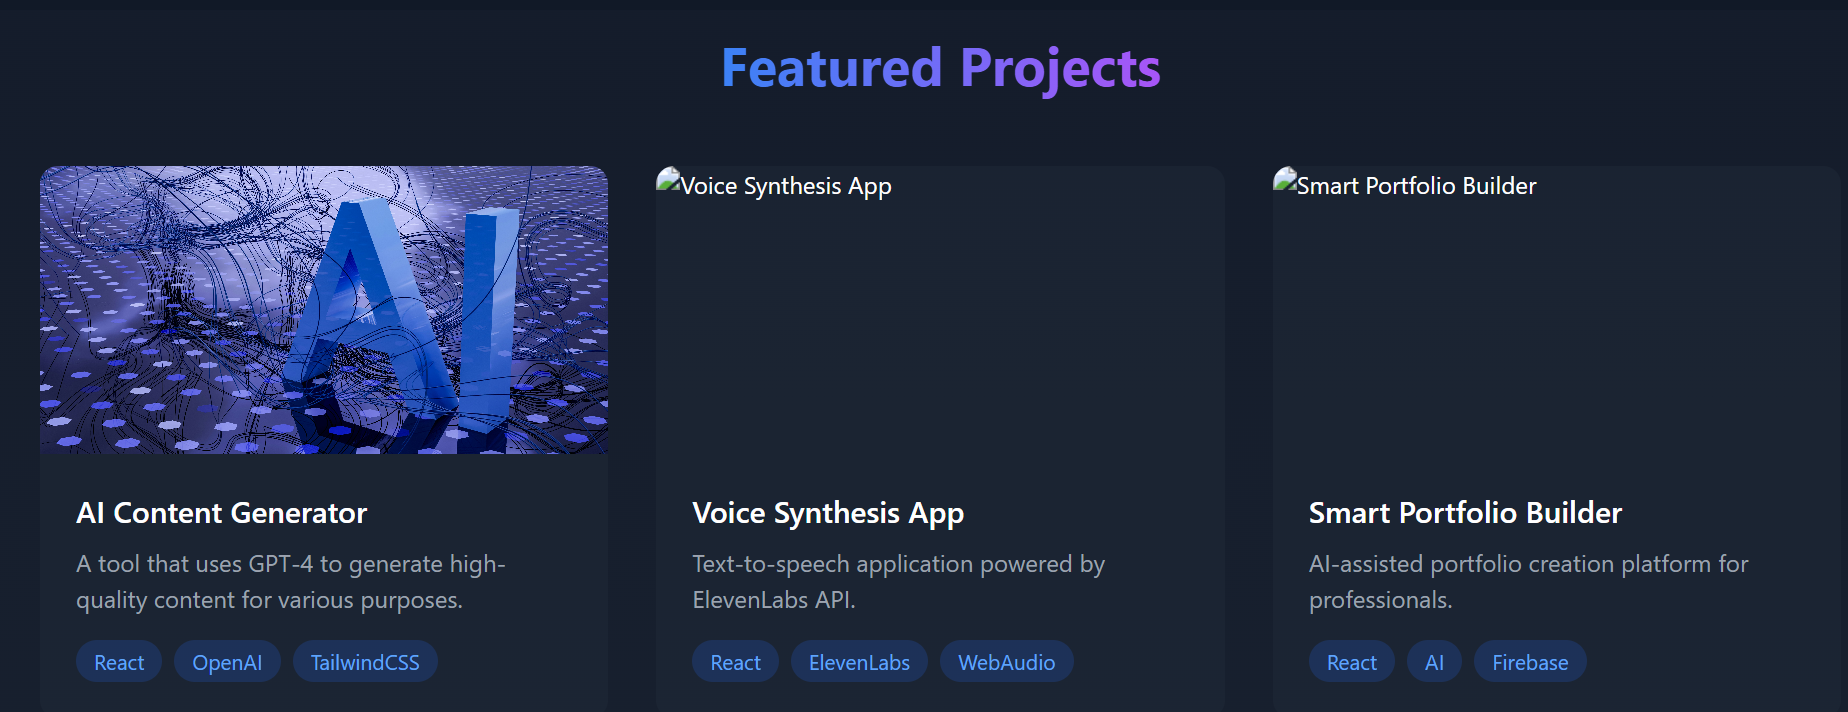 Featured Projects
AI
AI Content Generator
A tool that uses GPT-4 to generate high-
quality content for various purposes.
React
OpenAI
TailwindCSS
Voice Synthesis App
Voice Synthesis App
Text-to-speech application powered by
ElevenLabs API.
React
ElevenLabs
WebAudio
Smart Portfolio Builder
Smart Portfolio Builder
AI-assisted portfolio creation platform for
professionals.
React
AI
Firebase